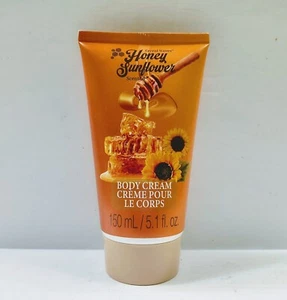 Honey
Sunflower
BODY CREAM
CRÈME POUR
LE CORPS
150 mL / 5.1 fl. oz.